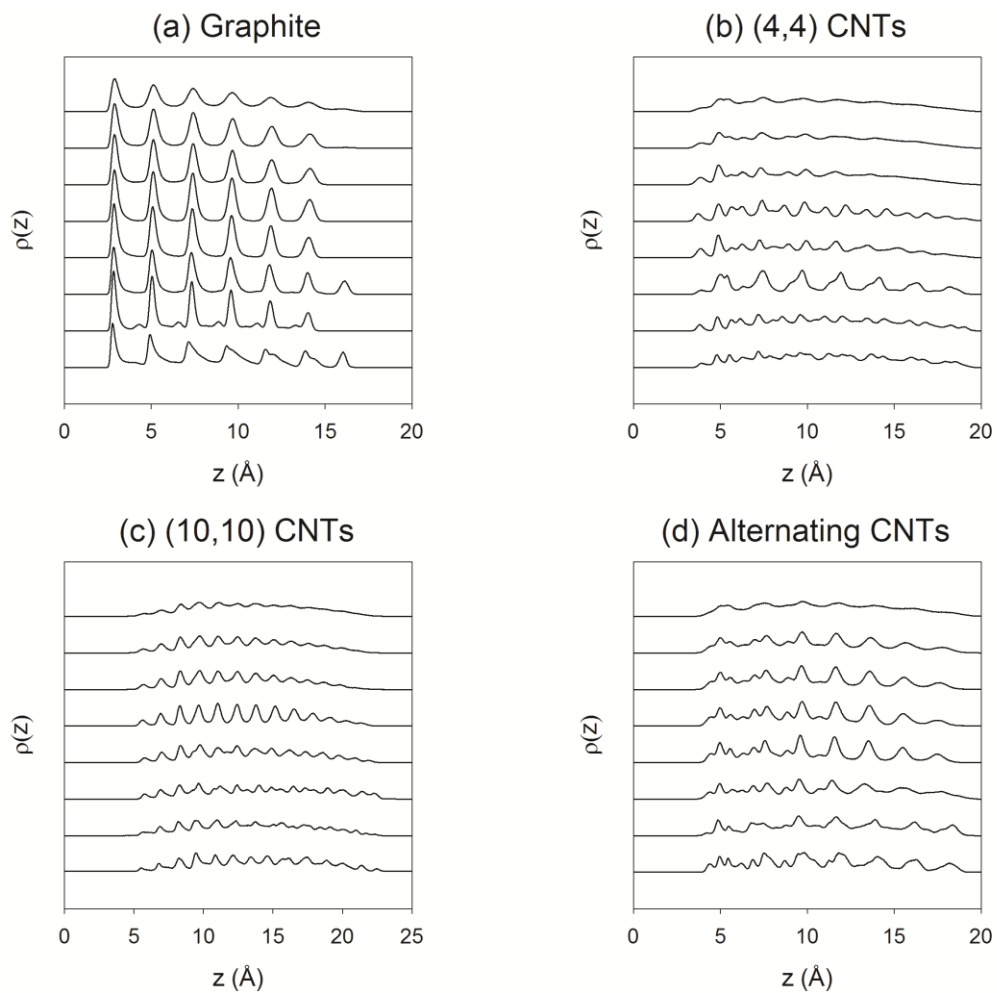 (a) Graphite
ρ(z)
0 5 10 15 20
z (Å)
(b) (4,4) CNTs
ρ(z)
0 5 10 15 20
z (Å)
(c) (10,10) CNTs
ρ(z)
0 5 10 15 20 25
z (Å)
(d) Alternating CNTs
ρ(z)
0 5 10 15 20
z (Å)